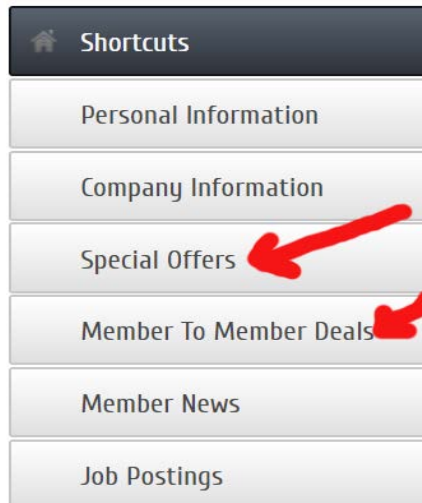 Shortcuts
Personal Information
Company Information
Special Offers
Member To Member Deals
Member News
Job Postings